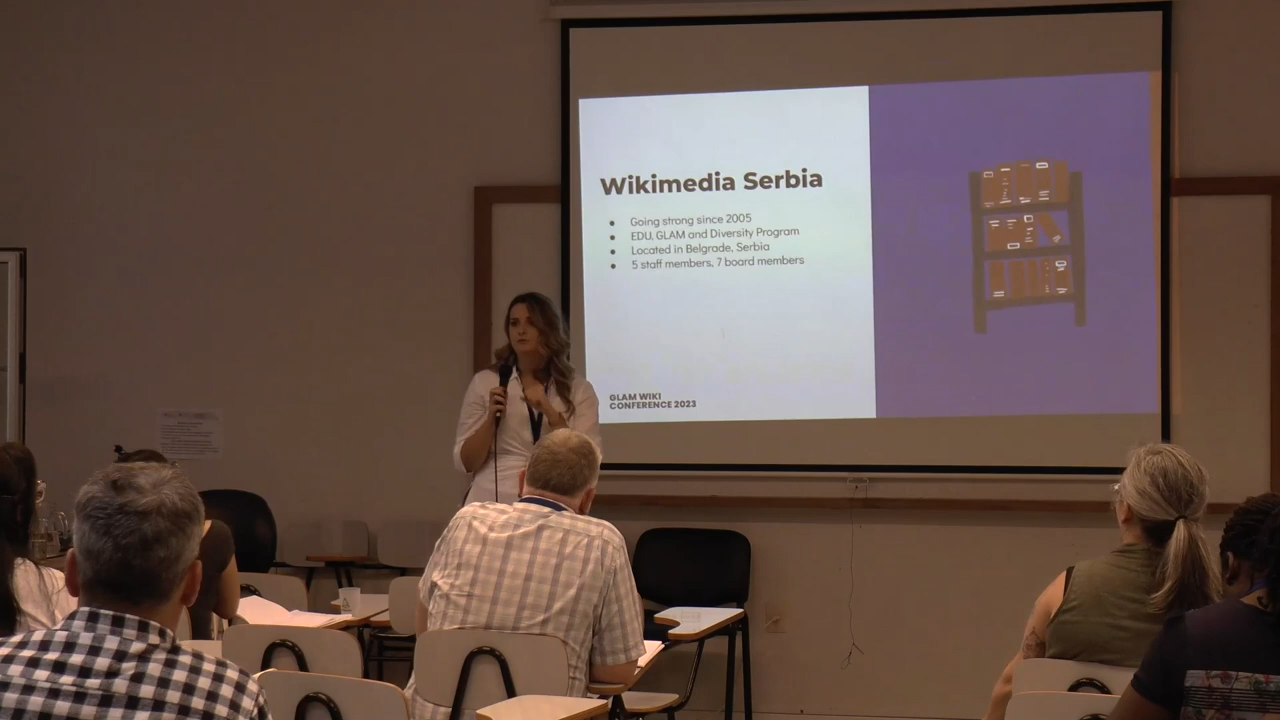 Wikimedia Serbia
● Going strong since 2005
● EDU, GLAM and Diversity Program
● Located in Belgrade, Serbia
● 5 staff members, 7 board members
GLAM WIKI
CONFERENCE 2023